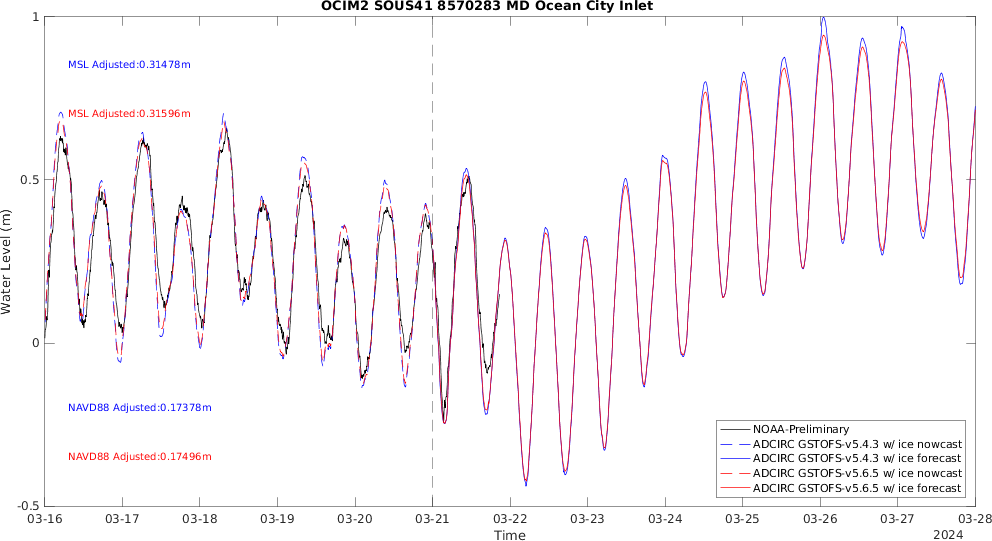 OCIM2 SOUS41 8570283 MD Ocean City Inlet
1
MSL Adjusted:0.31478m
MSL Adjusted:0.31596m
0.5
Water Level (m)
0
NAVD88 Adjusted:0.17378m
NAVD88 Adjusted:0.17496m
-0.5
NOAA-Preliminary
ADCIRC GSTOFS-v5.4.3 w/ ice nowcast
ADCIRC GSTOFS-v5.4.3 w/ ice forecast
ADCIRC GSTOFS-v5.6.5 w/ ice nowcast
ADCIRC GSTOFS-v5.6.5 w/ ice forecast
03-16 03-17 03-18 03-19 03-20 03-21 03-22 03-23 03-24 03-25 03-26 03-27 03-28
Time
2024